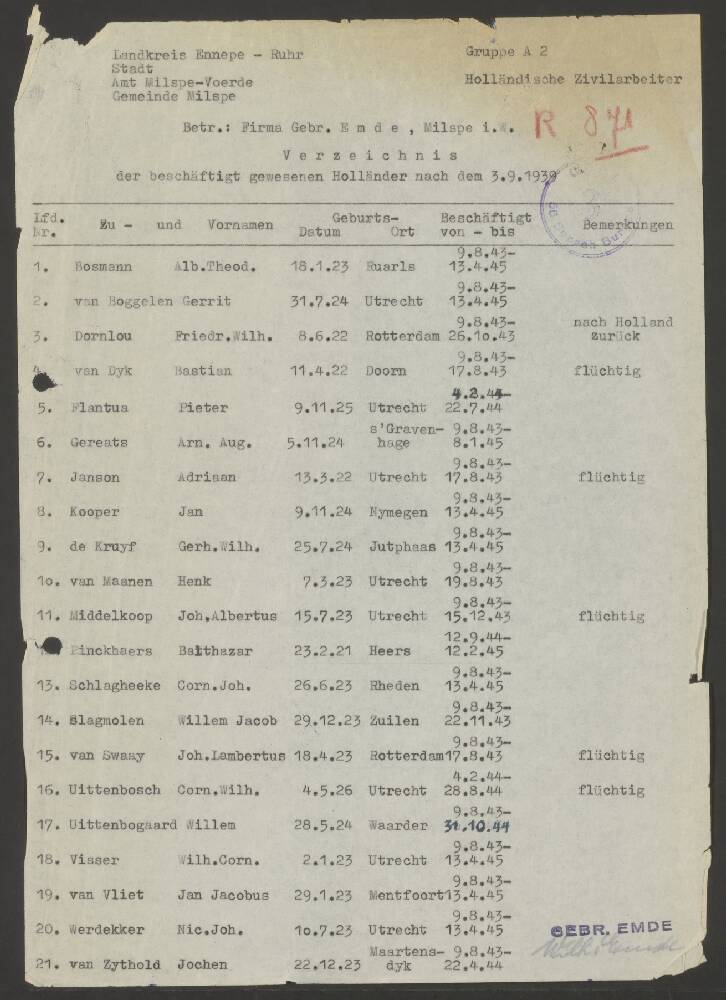 Landkreis Ennepe - Ruhr Gruppe A 2
Stadt
Amt Milspe-Voerde Holländische Zivilarbeiter
Gemeinde Milspe
Betr.: Firma Gebr. E m d e , Milspe i.W. R 871
V e r z e i c h n i s
der beschäftigt gewesenen Holländer nach dem 3.9.1939
Lfd. Nr. Zu - und Vornamen Geburts- Datum Ort Beschäftigt von - bis Bemerkungen
1. Bosmann Alb.Theod. 18.1.23 Ruarls 9.8.43- 13.4.45
2. van Boggelen Gerrit 31.7.24 Utrecht 9.8.43- 13.4.45
3. Dornlou Friedr.Wilh. 8.6.22 Rotterdam 9.8.43- 26.1o.43 nach Holland zurück
4. van Dyk Bastian 11.4.22 Doorn 9.8.43- 17.8.43 flüchtig
5. Flantua Pieter 9.11.25 Utrecht 4.2.44- 22.7.44
6. Gereats Arn. Aug. 5.11.24 s'Graven- hage 9.8.43- 8.1.45
7. Janson Adriaan 13.3.22 Utrecht 9.8.43- 17.8.43 flüchtig
8. Kooper Jan 9.11.24 Nymegen 9.8.43- 13.4.45
9. de Kruyf Gerh.Wilh. 25.7.24 Jutphaas 9.8.43- 13.4.45
1o. van Maanen Henk 7.3.23 Utrecht 9.8.43- 19.8.43
11. Middelkoop Joh,Albertus 15.7.23 Utrecht 9.8.43- 15.12.43 flüchtig
Pinckhaers Balthazar 23.2.21 Heers 12.9.44- 12.2.45
13. Schlagheeke Corn.Joh. 26.6.23 Rheden 9.8.43- 13.4.45
14. Slagmolen Willem Jacob 29.12.23 Zuilen 9.8.43- 22.11.43
15. van Swaay Joh.Lambertus 18.4.23 Rotterdam 9.8.43- 17.8.43 flüchtig
16. Uittenbosch Corn.Wilh. 4.5.26 Utrecht 4.2.44- 28.8.44 flüchtig
17. Uittenbogaard Willem 28.5.24 Waarder 9.8.43- 31.10.44
18. Visser Wilh.Corn. 2.1.23 Utrecht 9.8.43- 13.4.45
19. van Vliet Jan Jacobus 29.1.23 Mentfoort 9.8.43- 13.4.45
20. Werdekker Nic.Joh. 1o.7.23 Utrecht 9.8.43- 13.4.45
GEBR. EMDE
21. van Zythold Jochen 22.12.23 Maartens- dyk 9.8.43- 22.4.44